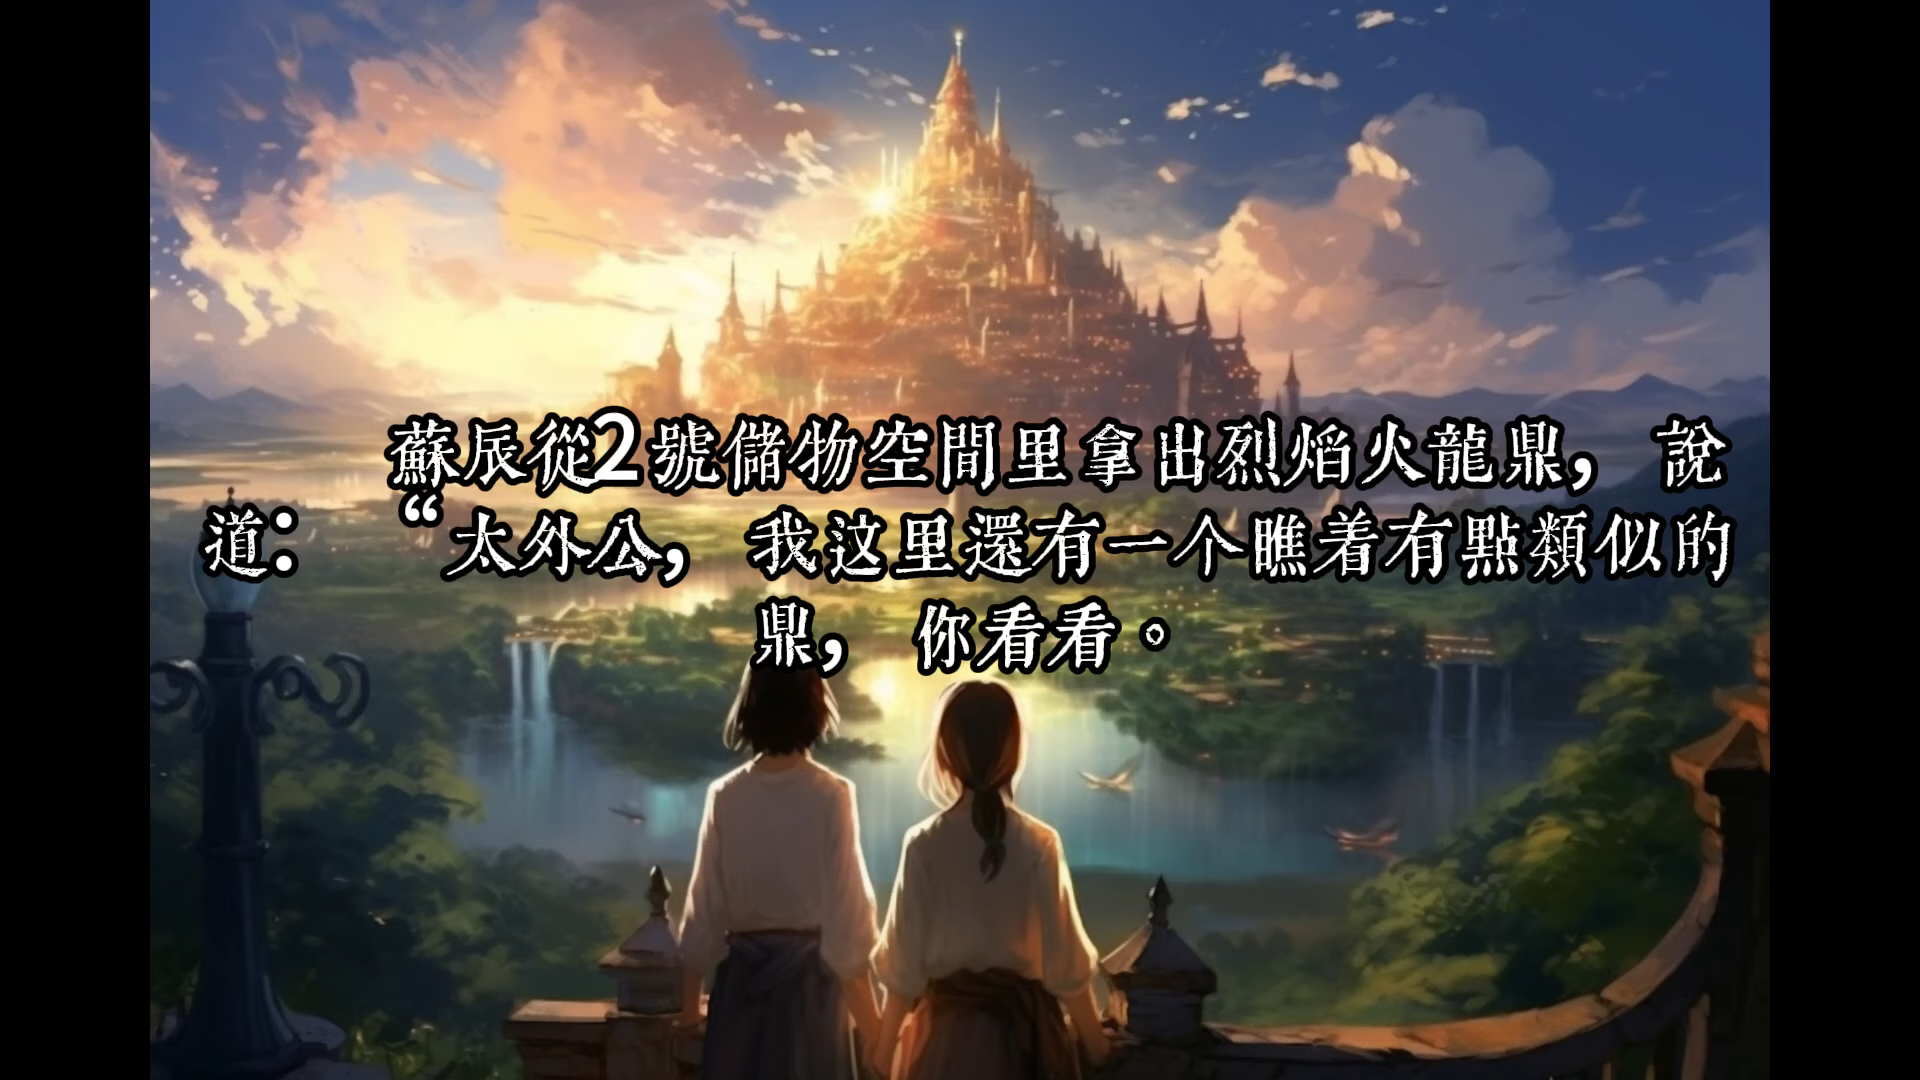 蘇辰從2號儲物空間里拿出烈焰火龍鼎，說
道：“太外公，我这里還有一个瞧着有點類似的
鼎，你看看。